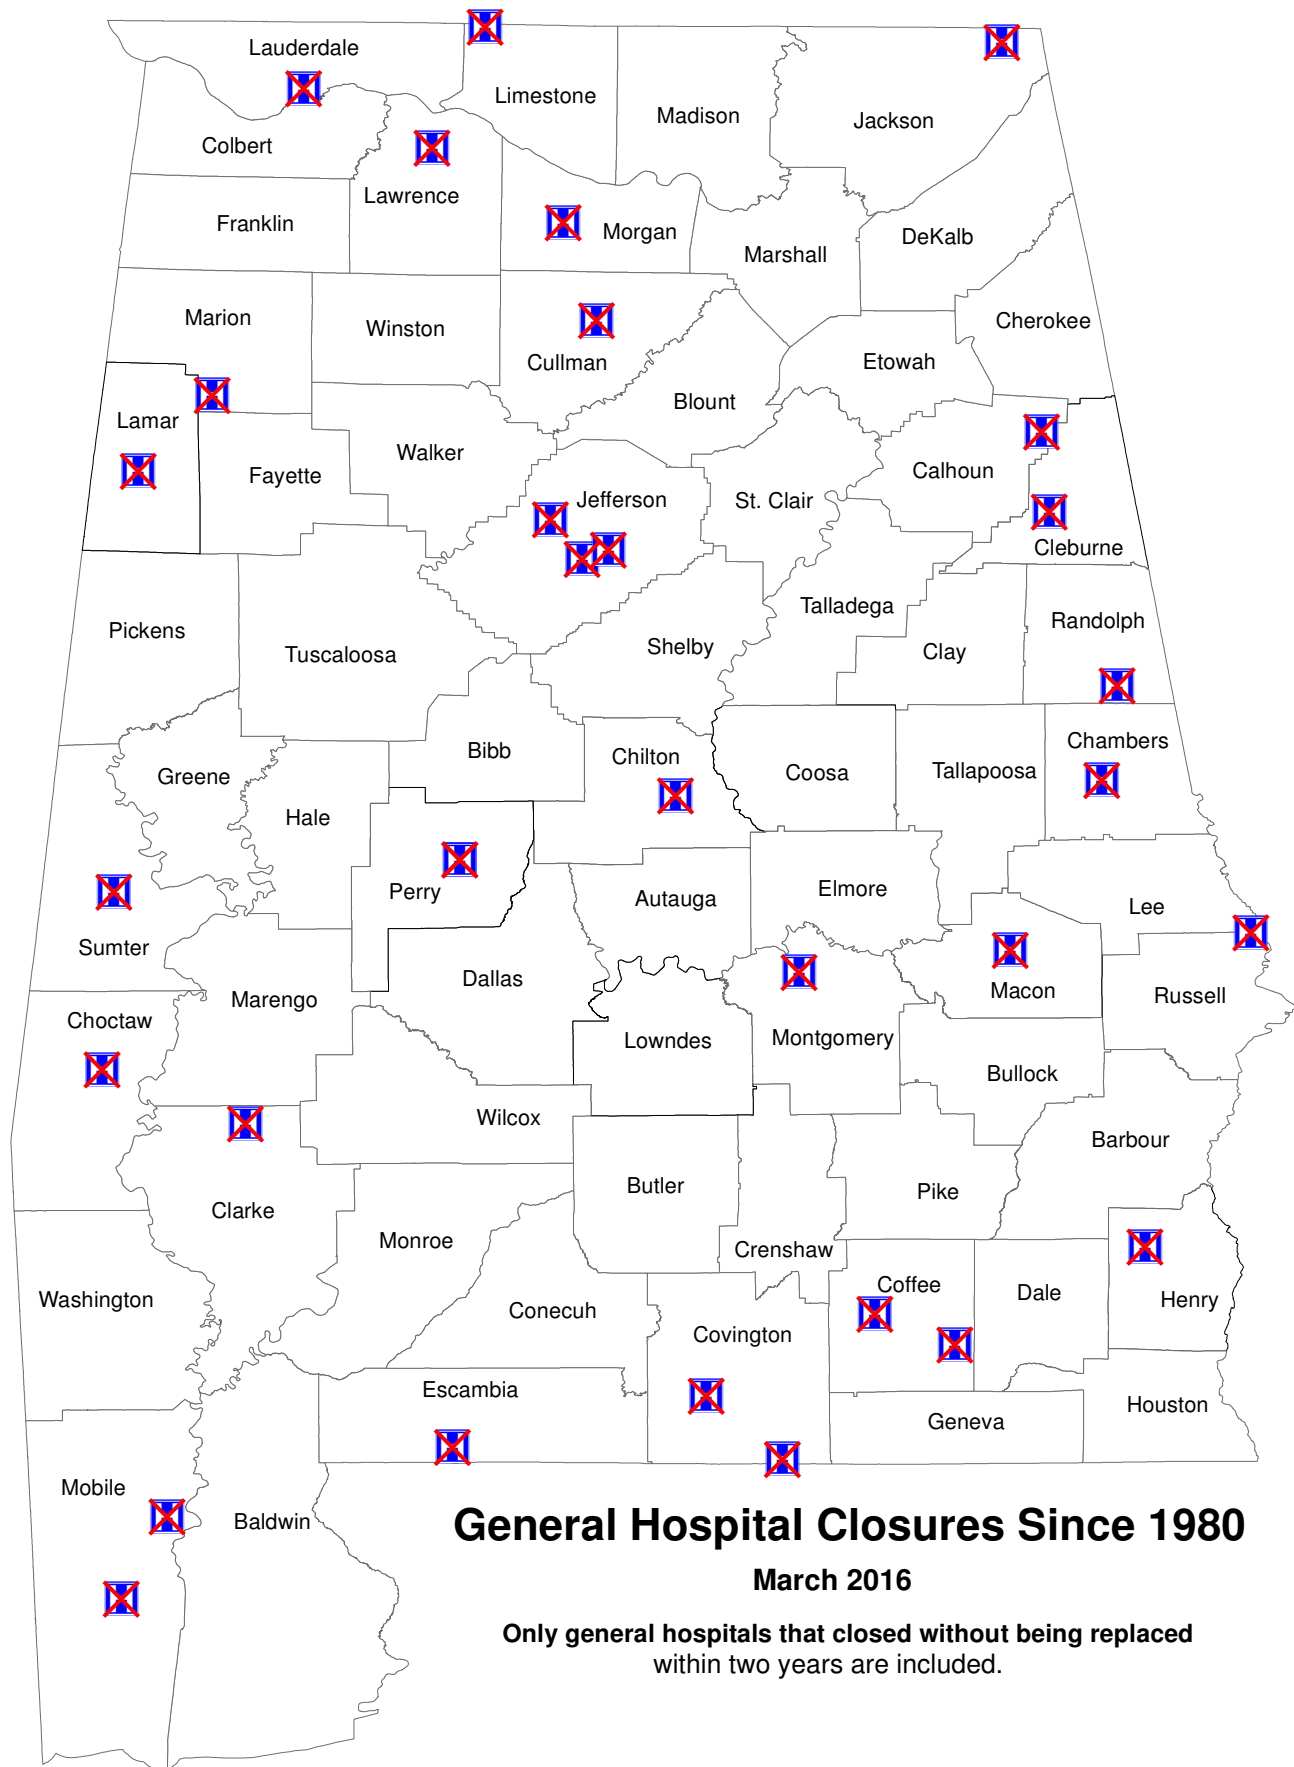 Lauderdale
Limestone
Madison
Jackson
Colbert
Lawrence
Franklin
Morgan
DeKalb
Marshall
Marion
Winston
Cherokee
Cullman
Etowah
Blount
Lamar
Walker
Calhoun
Fayette
Jefferson
St. Clair
Cleburne
Talladega
Randolph
Pickens
Tuscaloosa
Shelby
Clay
Chambers
Bibb
Chilton
Coosa
Tallapoosa
Greene
Hale
Perry
Autauga
Elmore
Lee
Sumter
Dallas
Macon
Marengo
Russell
Choctaw
Lowndes
Montgomery
Bullock
Wilcox
Barbour
Butler
Pike
Clarke
Monroe
Crenshaw
Coffee
Dale
Washington
Henry
Conecuh
Covington
Escambia
Houston
Geneva
Mobile
Baldwin
General Hospital Closures Since 1980
March 2016
Only general hospitals that closed without being replaced
within two years are included.